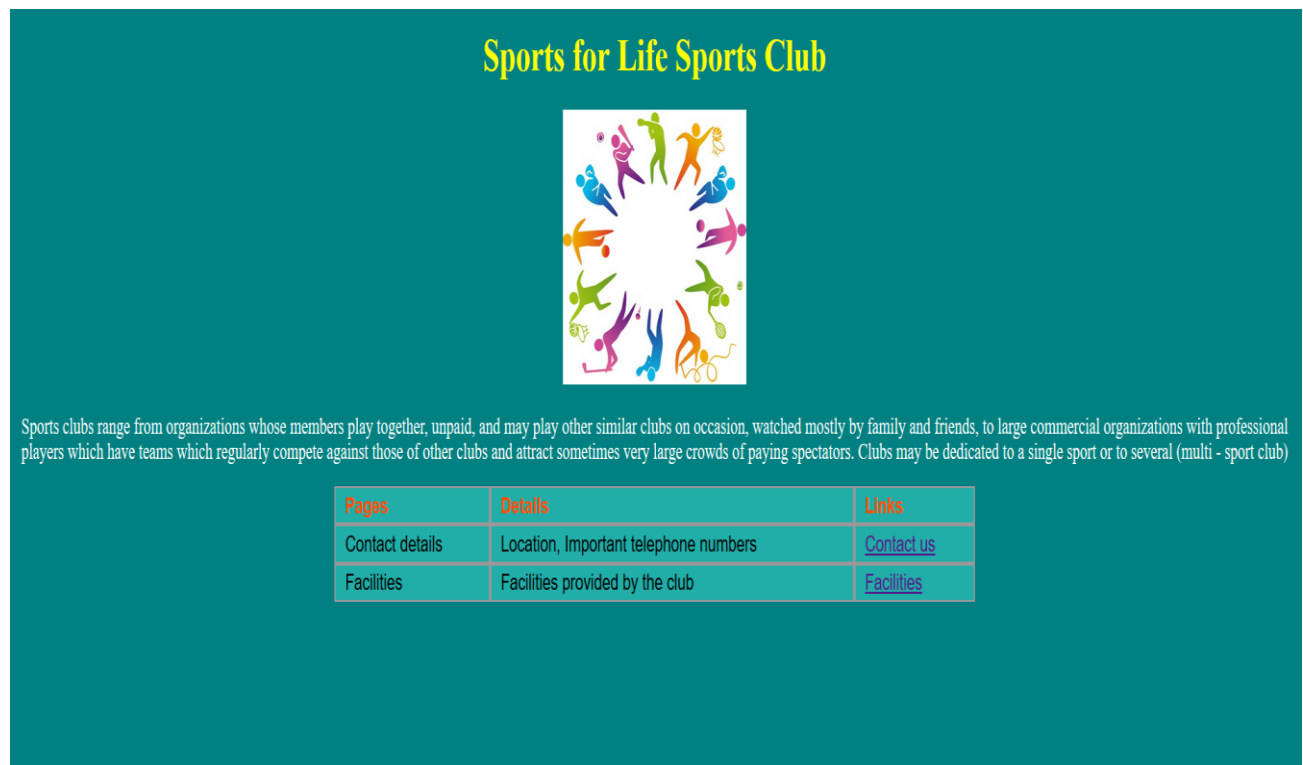 Sports for Life Sports Club
Sports clubs range from organizations whose members play together, unpaid, and may play other similar clubs on occasion, watched mostly by family and friends, to large commercial organizations with professional
players which have teams which regularly compete against those of other clubs and attract sometimes very large crowds of paying spectators. Clubs may be dedicated to a single sport or to several (multi - sport club)
Pages Details Links
Contact details Location, Important telephone numbers Contact us
Facilities Facilities provided by the club Facilities